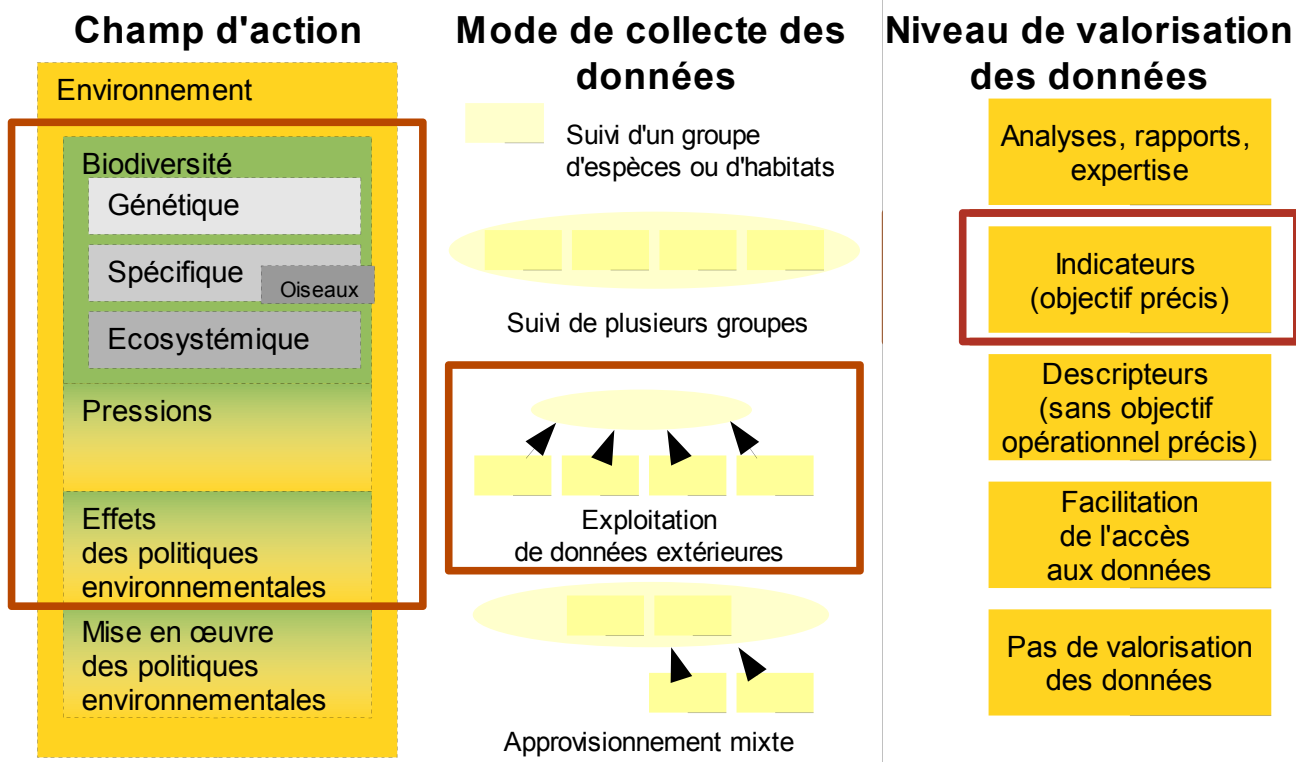 Champ d'action
Environnement
Biodiversité
Génétique
Spécifique
Oiseaux
Ecosystémique
Pressions
Effets
des politiques
environnementales
Mise en œuvre
des politiques
environnementales
Mode de collecte des
données
Suivi d'un groupe
d'espèces ou d'habitats
Suivi de plusieurs groupes
Exploitation
de données extérieures
Approvisionnement mixte
Niveau de valorisation
des données
Analyses, rapports,
expertise
Indicateurs
(objectif précis)
Descripteurs
(sans objectif
opérationnel précis)
Facilitation
de l'accès
aux données
Pas de valorisation
des données